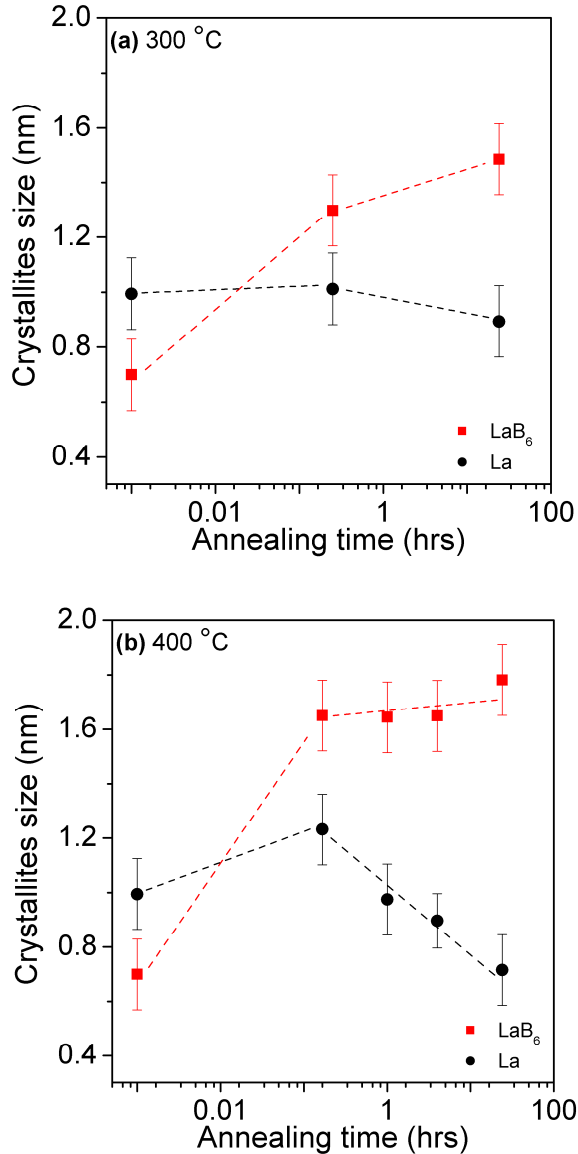 (a) 300 °C
2.0
1.6
1.2
0.8
0.4
Crystallites size (nm)
LaB₆
La
0.01
1
100
Annealing time (hrs)
(b) 400 °C
2.0
1.6
1.2
0.8
0.4
Crystallites size (nm)
LaB₆
La
0.01
1
100
Annealing time (hrs)